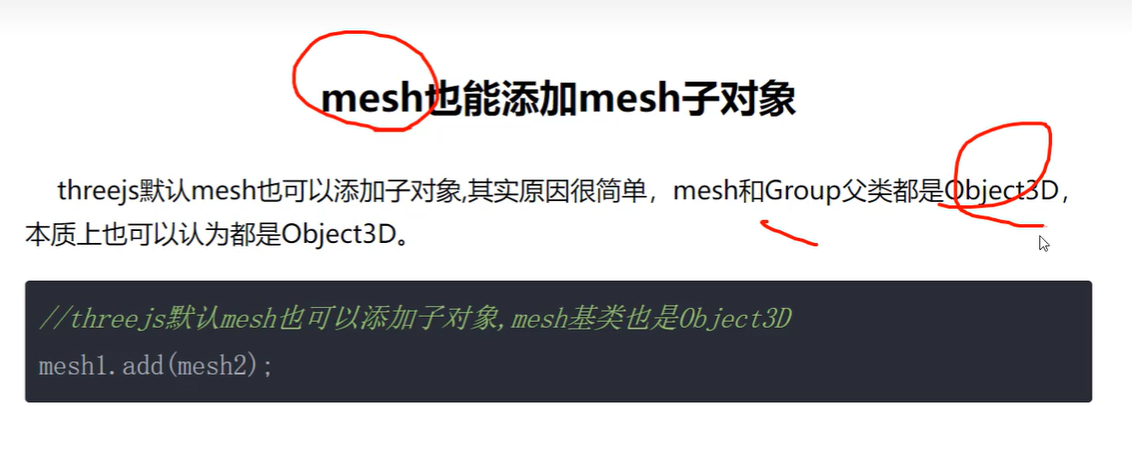 mesh也能添加mesh子对象
threejs默认mesh也可以添加子对象,其实原因很简单，mesh和Group父类都是Object3D，
本质上也可以认为都是Object3D。
//threejs默认mesh也可以添加子对象,mesh基类也是Object3D
mesh1.add(mesh2);